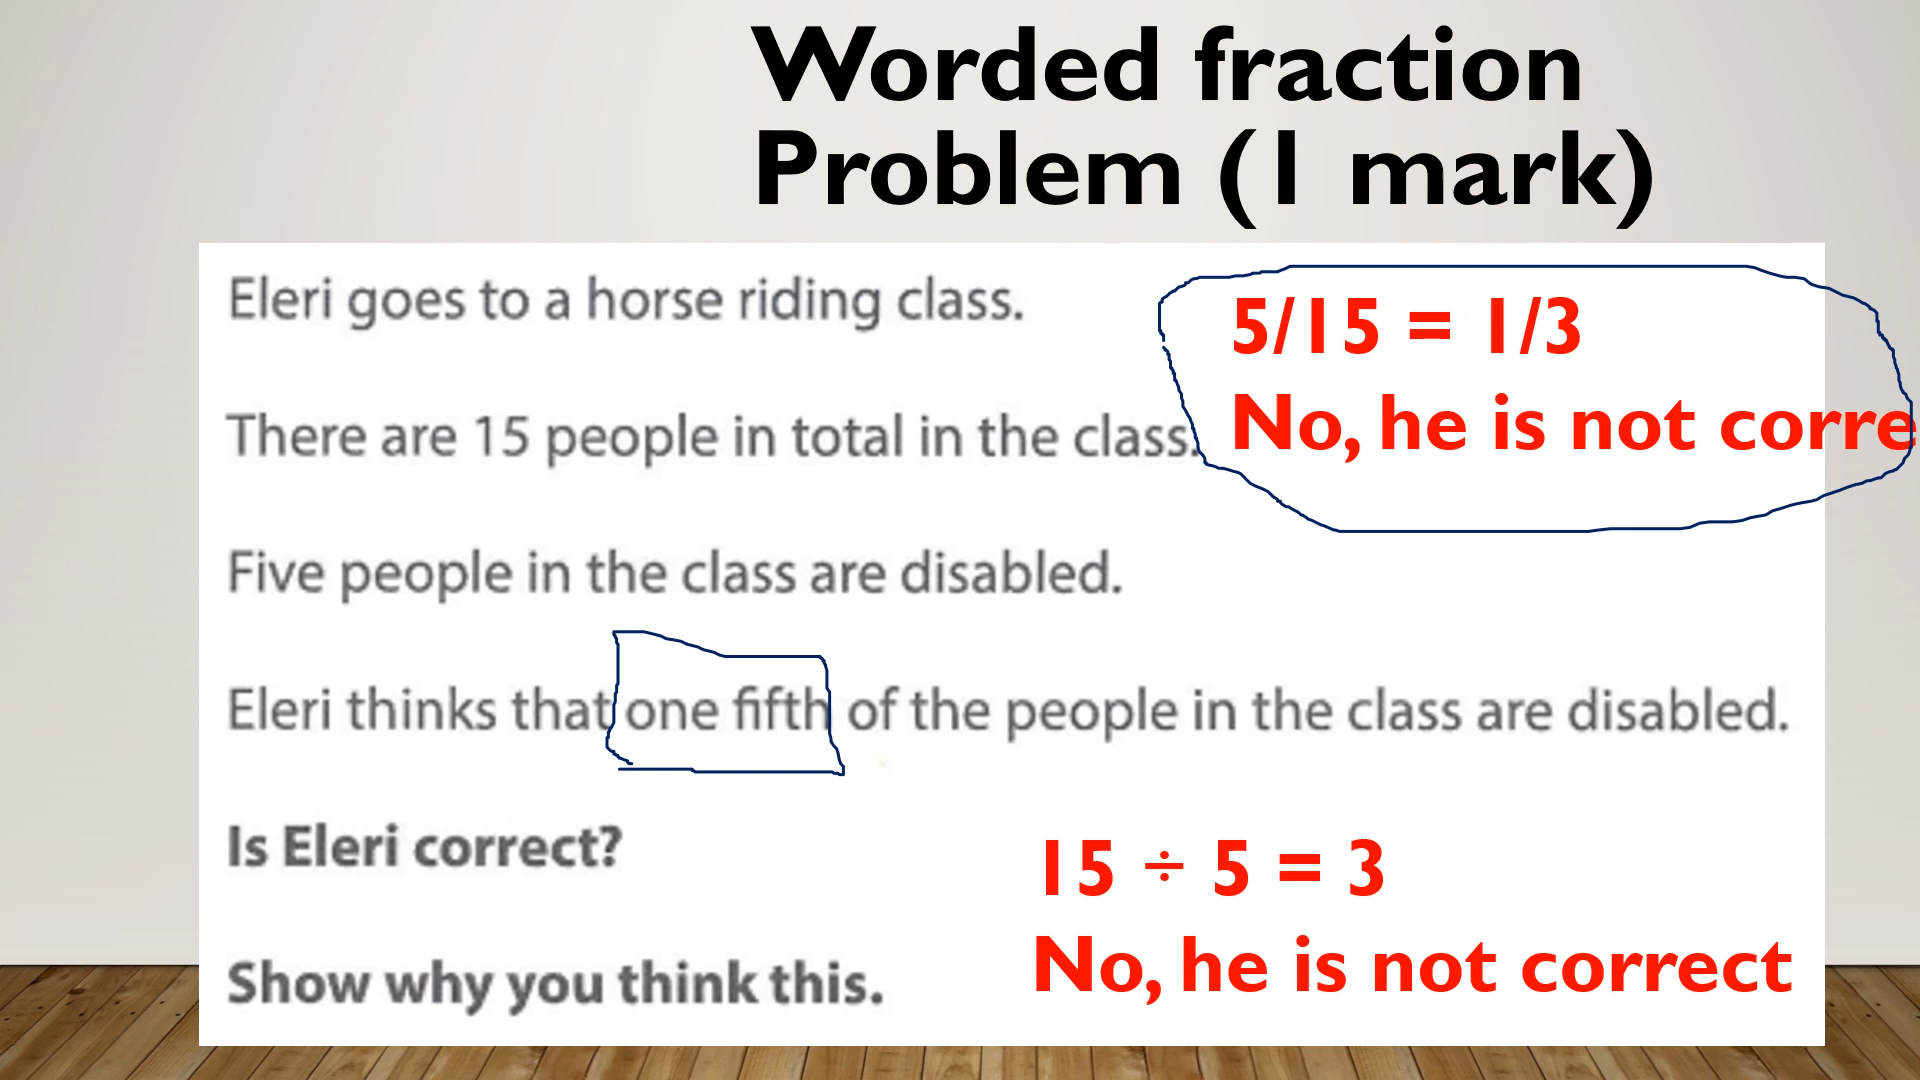 Worded fraction
Problem (1 mark)
Eleri goes to a horse riding class.
5/15 = 1/3
There are 15 people in total in the class.
No, he is not corre
Five people in the class are disabled.
Eleri thinks that one fifth of the people in the class are disabled.
Is Eleri correct?
15 ÷ 5 = 3
No, he is not correct
Show why you think this.